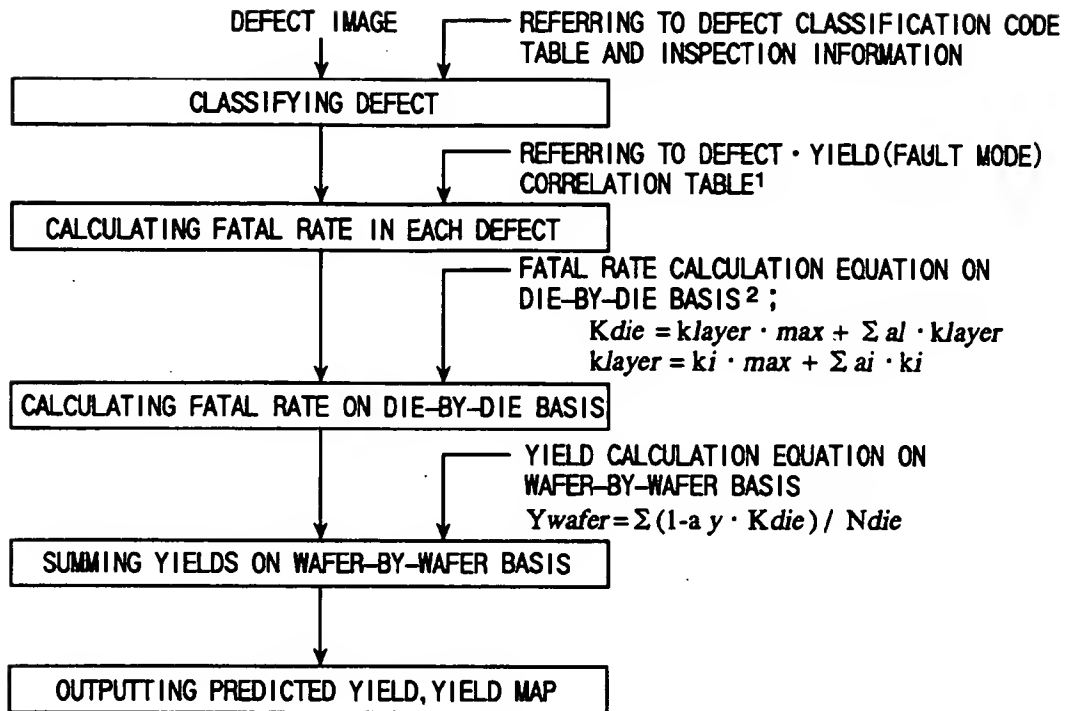 DEFECT IMAGE
REFERRING TO DEFECT CLASSIFICATION CODE
TABLE AND INSPECTION INFORMATION
CLASSIFYING DEFECT
REFERRING TO DEFECT・YIELD(FAULT MODE)
CORRELATION TABLE¹
CALCULATING FATAL RATE IN EACH DEFECT
FATAL RATE CALCULATION EQUATION ON
DIE-BY-DIE BASIS²;
Kdie = klayer · max + Σ al · klayer
klayer = ki · max + Σ ai · ki
CALCULATING FATAL RATE ON DIE-BY-DIE BASIS
YIELD CALCULATION EQUATION ON
WAFER-BY-WAFER BASIS
Ywafer=Σ(1-a y · Kdie)/ Ndie
SUMMING YIELDS ON WAFER-BY-WAFER BASIS
OUTPUTTING PREDICTED YIELD,YIELD MAP